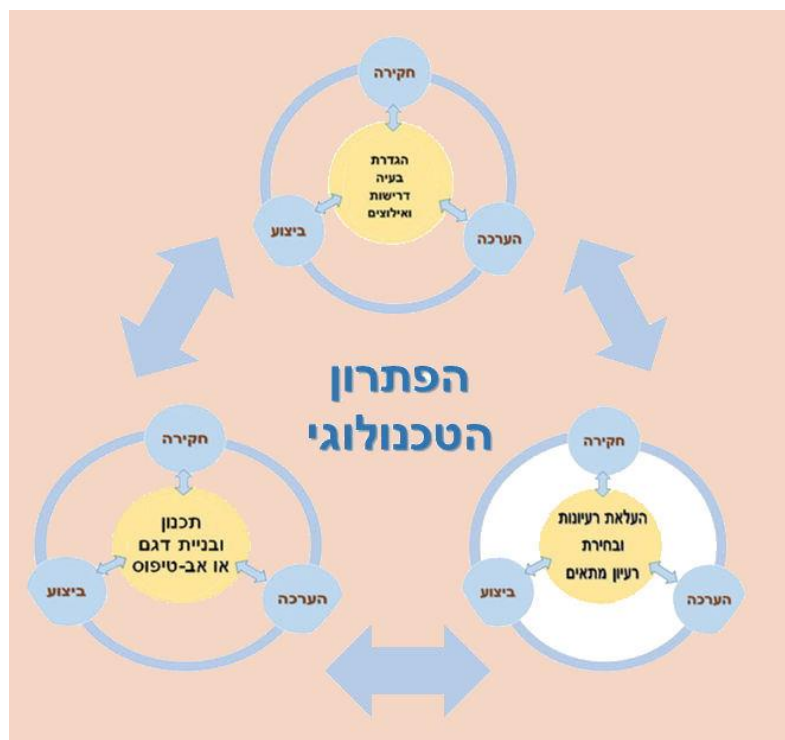 חקירה
הגדרת
בעיה
דרישות
ואילוצים
ביצוע
הערכה
הפתרון
הטכנולוגי
חקירה
העלאת רעיונות
ובחירת
רעיון מתאים
ביצוע
הערכה
חקירה
תכנון
ובניית דגם
או אב-טיפוס
ביצוע
הערכה